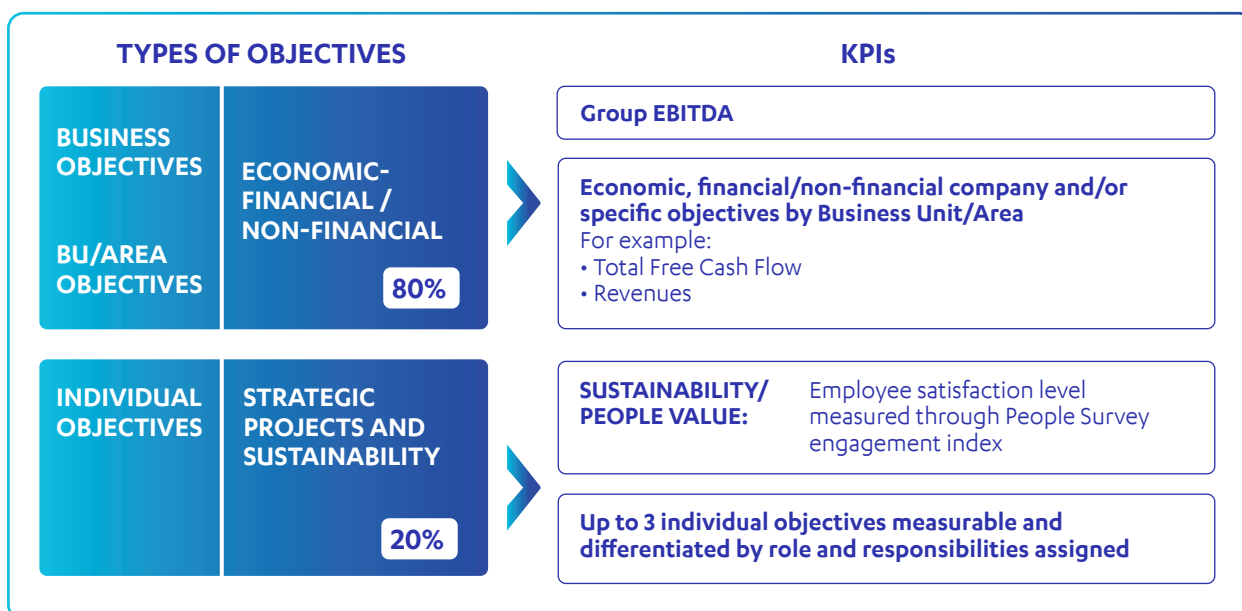 TYPES OF OBJECTIVES
KPIs
BUSINESS
OBJECTIVES
BU/AREA
OBJECTIVES
ECONOMIC-
FINANCIAL /
NON-FINANCIAL
80%
Group EBITDA
Economic, financial/non-financial company and/or
specific objectives by Business Unit/Area
For example:
• Total Free Cash Flow
• Revenues
INDIVIDUAL
OBJECTIVES
STRATEGIC
PROJECTS AND
SUSTAINABILITY
20%
SUSTAINABILITY/
PEOPLE VALUE:
Employee satisfaction level
measured through People Survey
engagement index
Up to 3 individual objectives measurable and
differentiated by role and responsibilities assigned